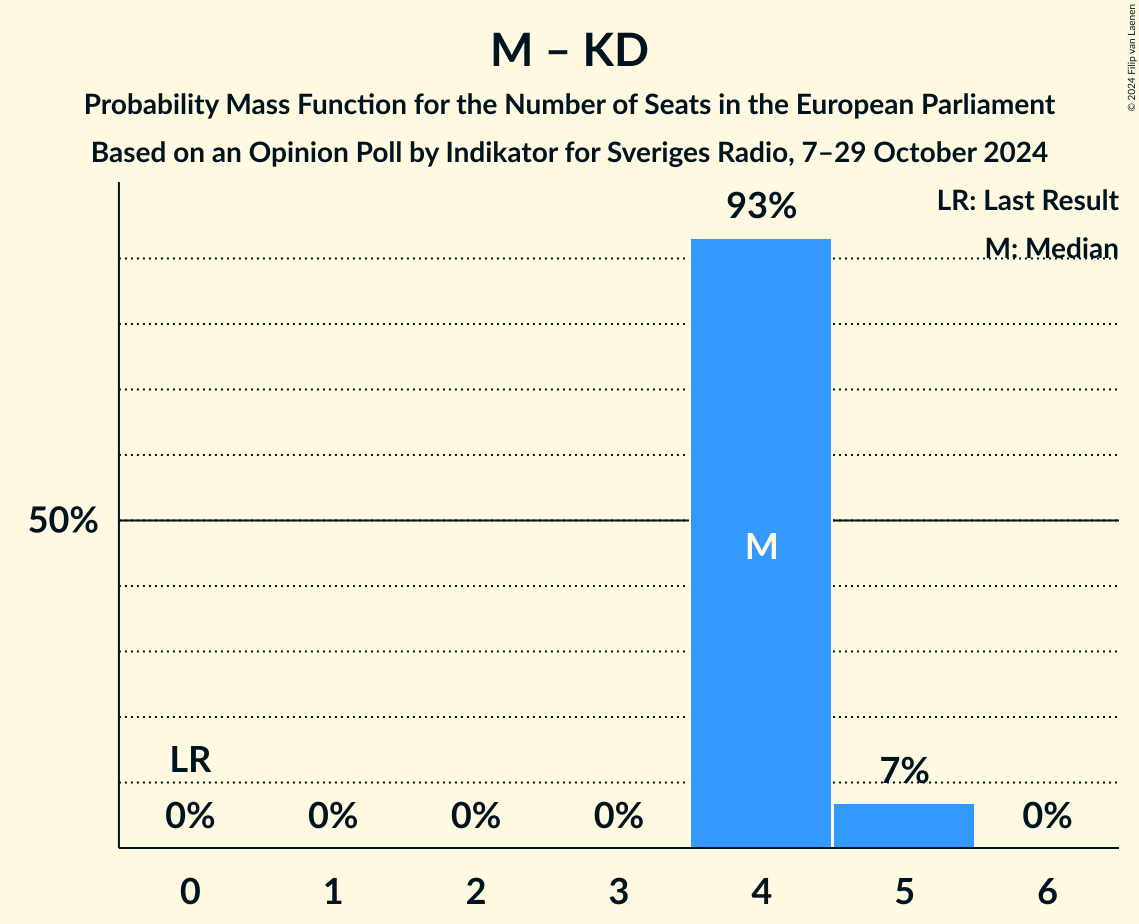 M – KD
Probability Mass Function for the Number of Seats in the European Parliament
Based on an Opinion Poll by Indikator for Sveriges Radio, 7–29 October 2024
© 2024 Filip van Laenen
LR: Last Result
M: Median
93%
50%
M
LR
7%
0% 0% 0% 0% 0%
0 1 2 3 4 5 6